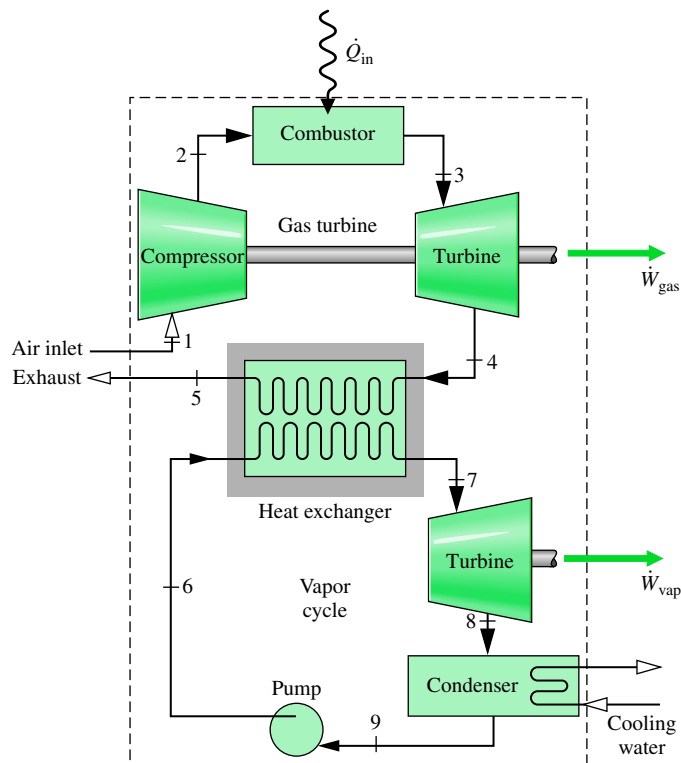 Q̇in
Combustor
2
3
Gas turbine
Compressor
Turbine
Ẇgas
1
Air inlet
4
Exhaust
5
Heat exchanger
7
Turbine
6
Vapor
cycle
Ẇvap
8
Condenser
Pump
9
Cooling
water